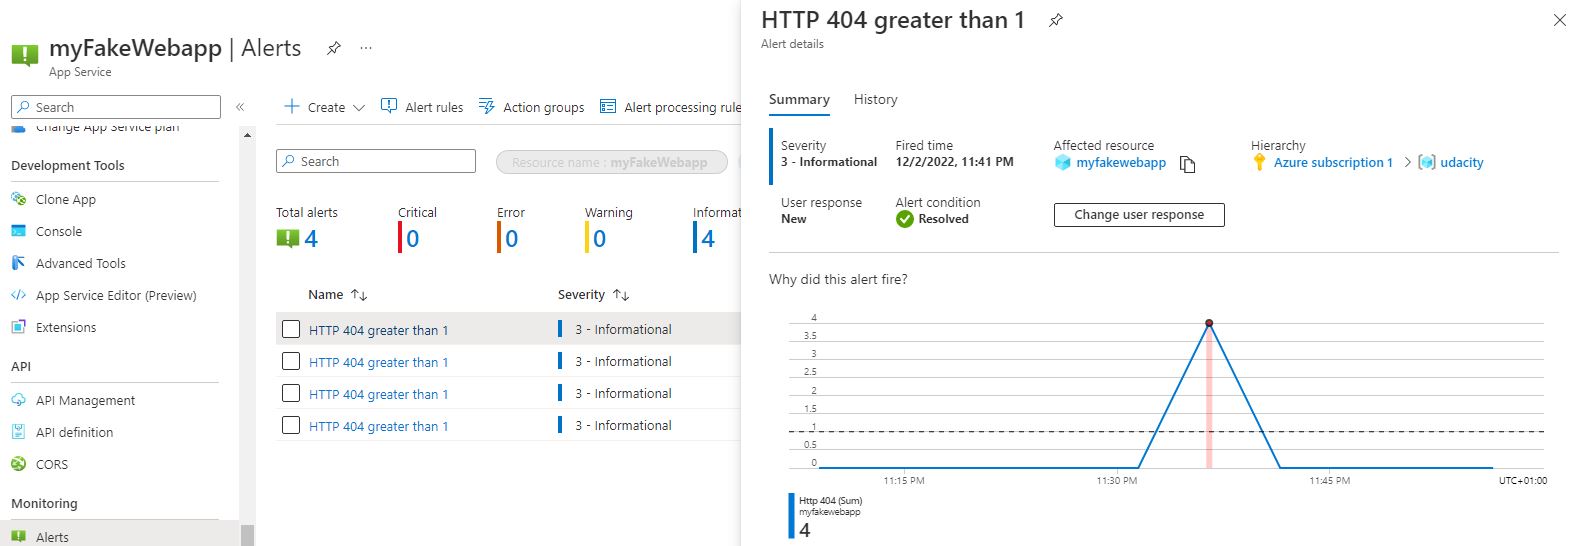 myFakeWebapp | Alerts
App Service
Search
Change App Service plan
Development Tools
Clone App
Console
Advanced Tools
App Service Editor (Preview)
Extensions
API
API Management
API definition
CORS
Monitoring
Alerts
Create Alert rules Action groups Alert processing rule
Search
Resource name : myFakeWebapp
Total alerts Critical Error Warning Informat
4 0 0 0 4
Name Severity
HTTP 404 greater than 1 3 - Informational
HTTP 404 greater than 1 3 - Informational
HTTP 404 greater than 1 3 - Informational
HTTP 404 greater than 1 3 - Informational
HTTP 404 greater than 1
Alert details
Summary History
Severity Fired time Affected resource Hierarchy
3 - Informational 12/2/2022, 11:41 PM myfakewebapp Azure subscription 1 > udacity
User response Alert condition
New Resolved
Change user response
Why did this alert fire?
4
3.5
3
2.5
2
1.5
1
0.5
0
11:15 PM 11:30 PM 11:45 PM UTC+01:00
Http 404 (Sum)
myfakewebapp
4